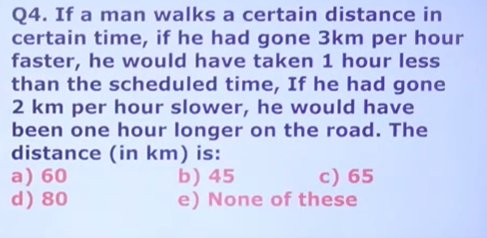 Q4. If a man walks a certain distance in
certain time, if he had gone 3km per hour
faster, he would have taken 1 hour less
than the scheduled time, If he had gone
2 km per hour slower, he would have
been one hour longer on the road. The
distance (in km) is:
a) 60 b) 45 c) 65
d) 80 e) None of these